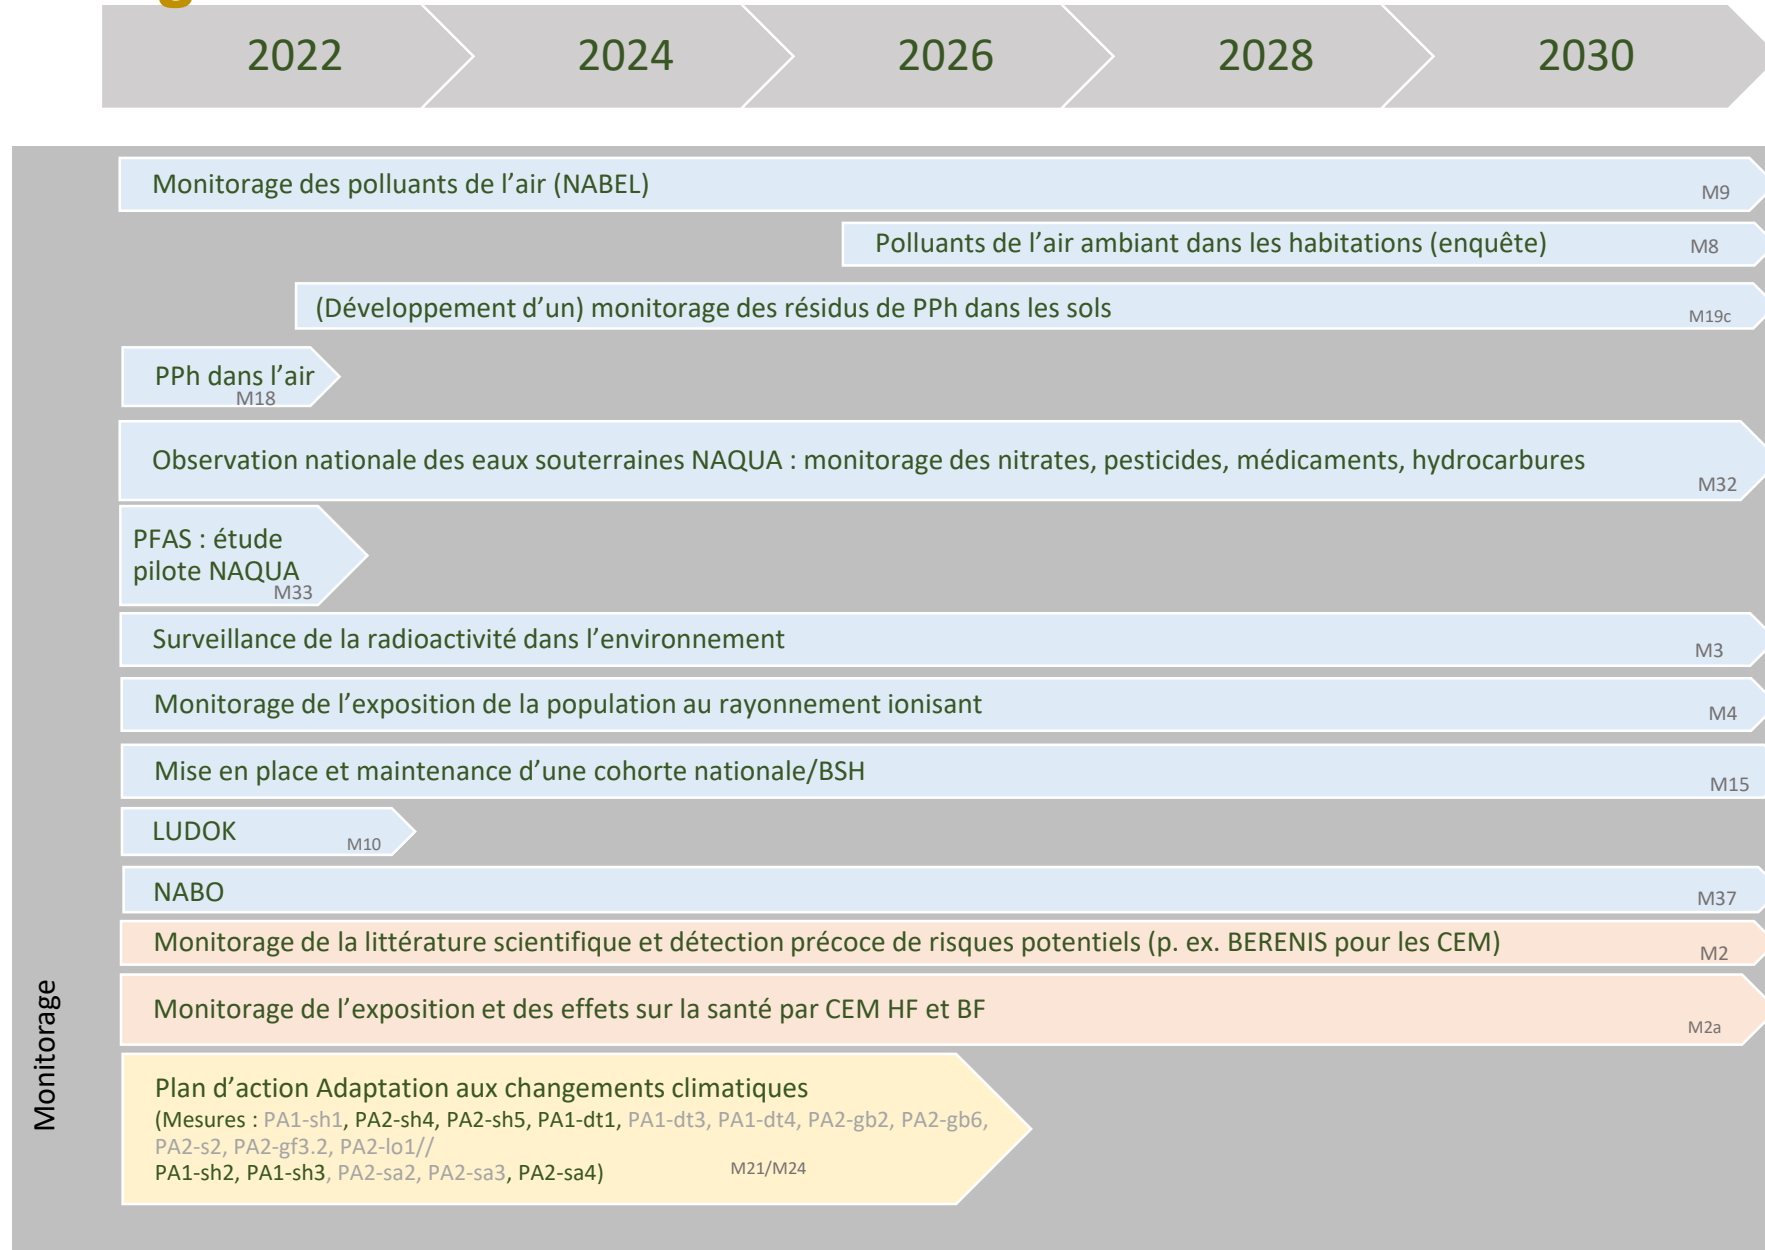 2022 2024 2026 2028 2030
Monitorage des polluants de l’air (NABEL) M9
Polluants de l’air ambiant dans les habitations (enquête) M8
(Développement d’un) monitorage des résidus de PPh dans les sols M19c
PPh dans l’air
M18
Observation nationale des eaux souterraines NAQUA : monitorage des nitrates, pesticides, médicaments, hydrocarbures
M32
PFAS : étude
pilote NAQUA
M33
Surveillance de la radioactivité dans l’environnement M3
Monitorage de l’exposition de la population au rayonnement ionisant M4
Mise en place et maintenance d’une cohorte nationale/BSH M15
LUDOK M10
NABO M37
Monitorage de la littérature scientifique et détection précoce de risques potentiels (p. ex. BERENIS pour les CEM) M2
Monitorage de l’exposition et des effets sur la santé par CEM HF et BF
M2a
Plan d’action Adaptation aux changements climatiques
(Mesures : PA1-sh1, PA2-sh4, PA2-sh5, PA1-dt1, PA1-dt3, PA1-dt4, PA2-gb2, PA2-gb6,
PA2-s2, PA2-gf3.2, PA2-lo1//
PA1-sh2, PA1-sh3, PA2-sa2, PA2-sa3, PA2-sa4) M21/M24
Monitorage